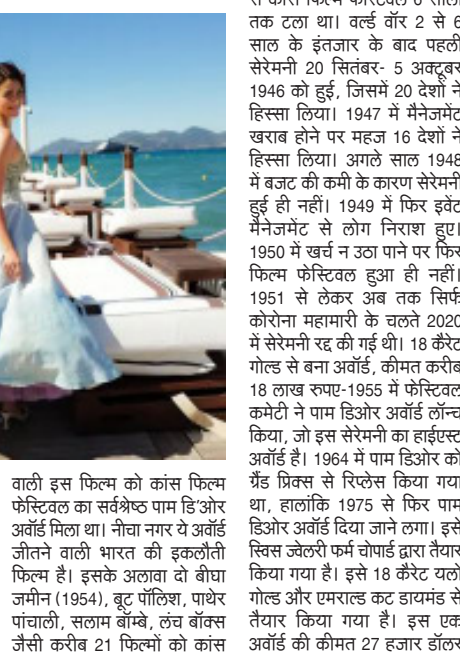 वाली इस फिल्म को कांस फिल्म
फेस्टिवल का सर्वश्रेष्ठ पाम डि'ओर
अवॉर्ड मिला था। नीचा नगर ये अवॉर्ड
जीतने वाली भारत की इकलौती
फिल्म है। इसके अलावा दो बीघा
जमीन (1954), बूट पॉलिश, पाथेर
पांचाली, सलाम बॉम्बे, लंच बॉक्स
जैसी करीब 21 फिल्मों को कांस
तक टला था। वर्ल्ड वॉर 2 से 6
साल के इंतजार के बाद पहली
सेरेमनी 20 सितंबर- 5 अक्टूबर
1946 को हुई, जिसमें 20 देशों ने
हिस्सा लिया। 1947 में मैनेजमेंट
खराब होने पर महज 16 देशों ने
हिस्सा लिया। अगले साल 1948
में बजट की कमी के कारण सेरेमनी
हुई ही नहीं। 1949 में फिर इवेंट
मैनेजमेंट से लोग निराश हुए।
1950 में खर्च न उठा पाने पर फिर
फिल्म फेस्टिवल हुआ ही नहीं।
1951 से लेकर अब तक सिर्फ
कोरोना महामारी के चलते 2020
में सेरेमनी रद्द की गई थी। 18 कैरेट
गोल्ड से बना अवॉर्ड, कीमत करीब
18 लाख रुपए-1955 में फेस्टिवल
कमेटी ने पाम डिओर अवॉर्ड लॉन्च
किया, जो इस सेरेमनी का हाईएस्ट
अवॉर्ड है। 1964 में पाम डिओर को
ग्रैंड प्रिक्स से रिप्लेस किया गया
था, हालांकि 1975 से फिर पाम
डिओर अवॉर्ड दिया जाने लगा। इसे
स्विस ज्वेलरी फर्म चोपार्ड द्वारा तैयार
किया गया है। इसे 18 कैरेट यलो
गोल्ड और एमराल्ड कट डायमंड से
तैयार किया गया है। इस एक
अवॉर्ड की कीमत 27 हजार डॉलर